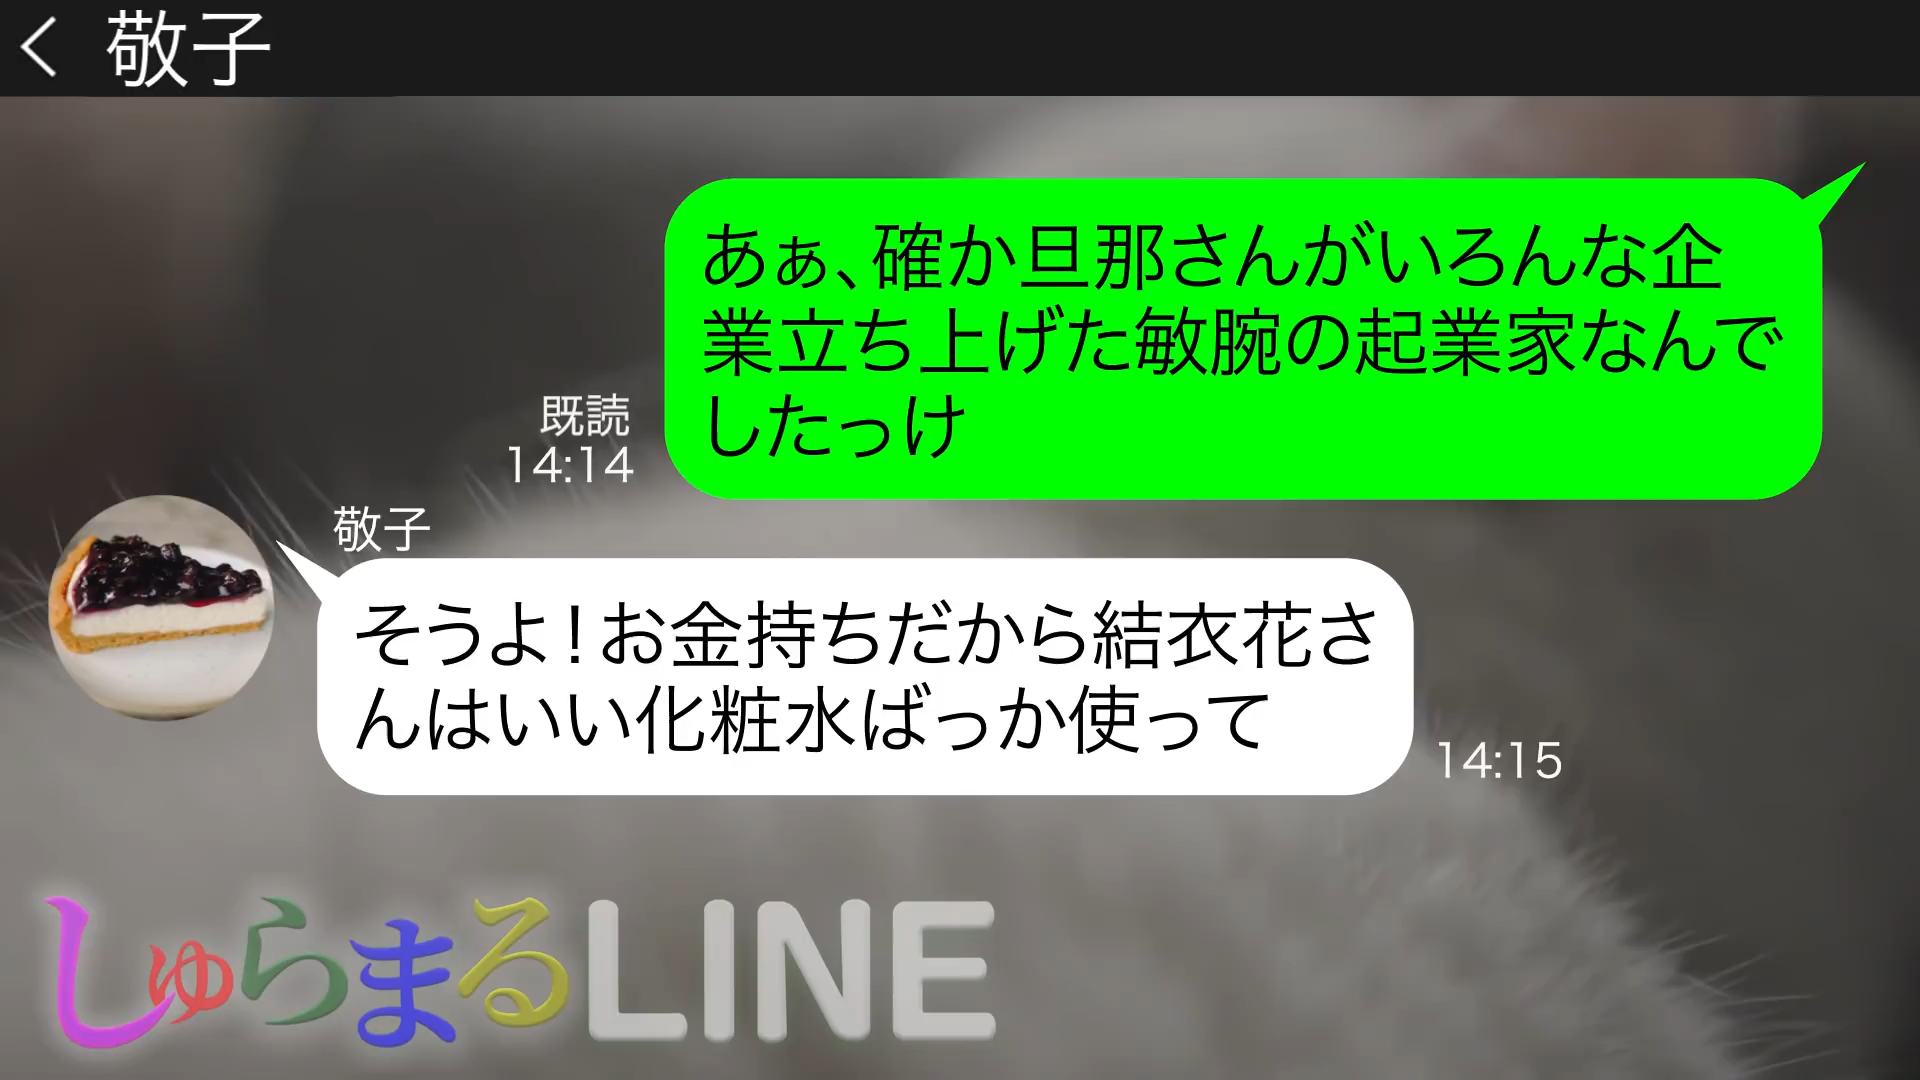 敬子
あぁ、確か旦那さんがいろんな企
業立ち上げた敏腕の起業家なんで
したっけ
既読
14:14
敬子
そうよ！お金持ちだから結衣花さ
んはいい化粧水ばっか使って
14:15
しゅらまるLINE